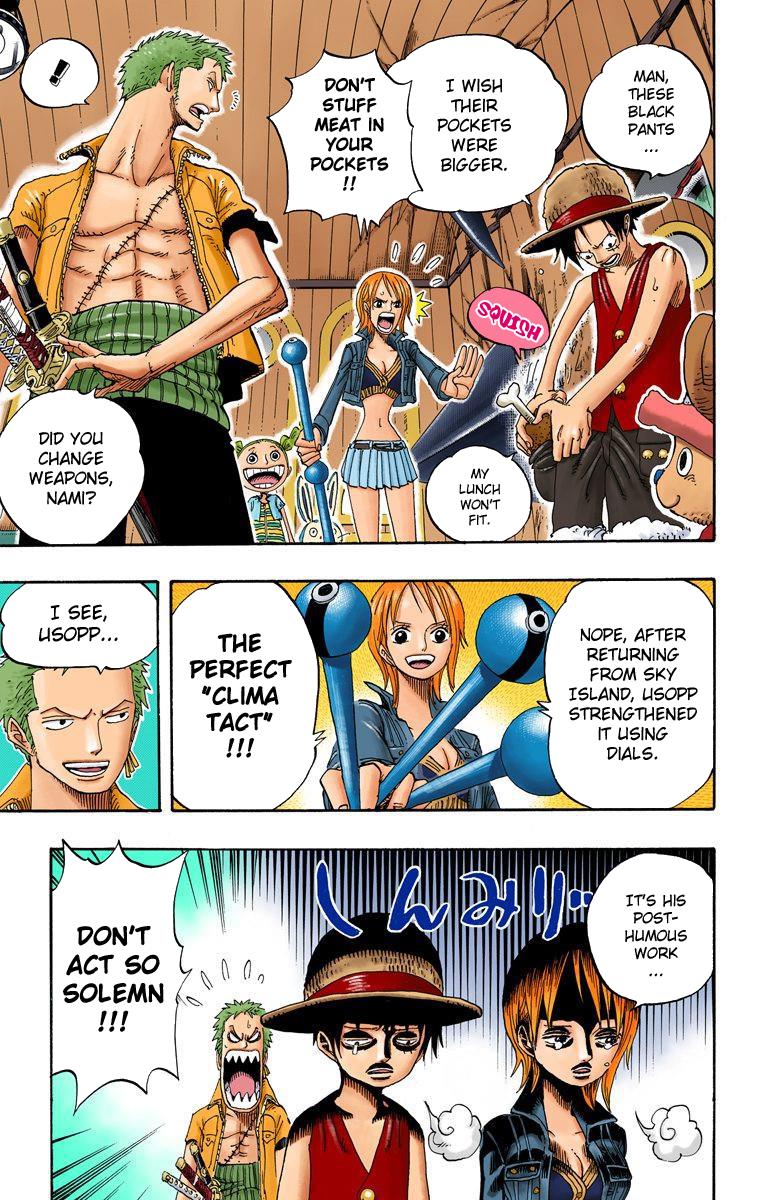 MAN,
THESE
BLACK
PANTS
...
I WISH
THEIR
POCKETS
WERE
BIGGER.
DON'T
STUFF
MEAT IN
YOUR
POCKETS
!!
!
SQUISH
MY
LUNCH
WON'T
FIT.
DID YOU
CHANGE
WEAPONS,
NAMI?
NOPE, AFTER
RETURNING
FROM SKY
ISLAND, USOPP
STRENGTHENED
IT USING
DIALS.
THE
PERFECT
"CLIMA
TACT"
!!!
I SEE,
USOPP...
IT'S HIS
POST-
HUMOUS
WORK
...
しんみりッ
DON'T
ACT SO
SOLEMN
!!!